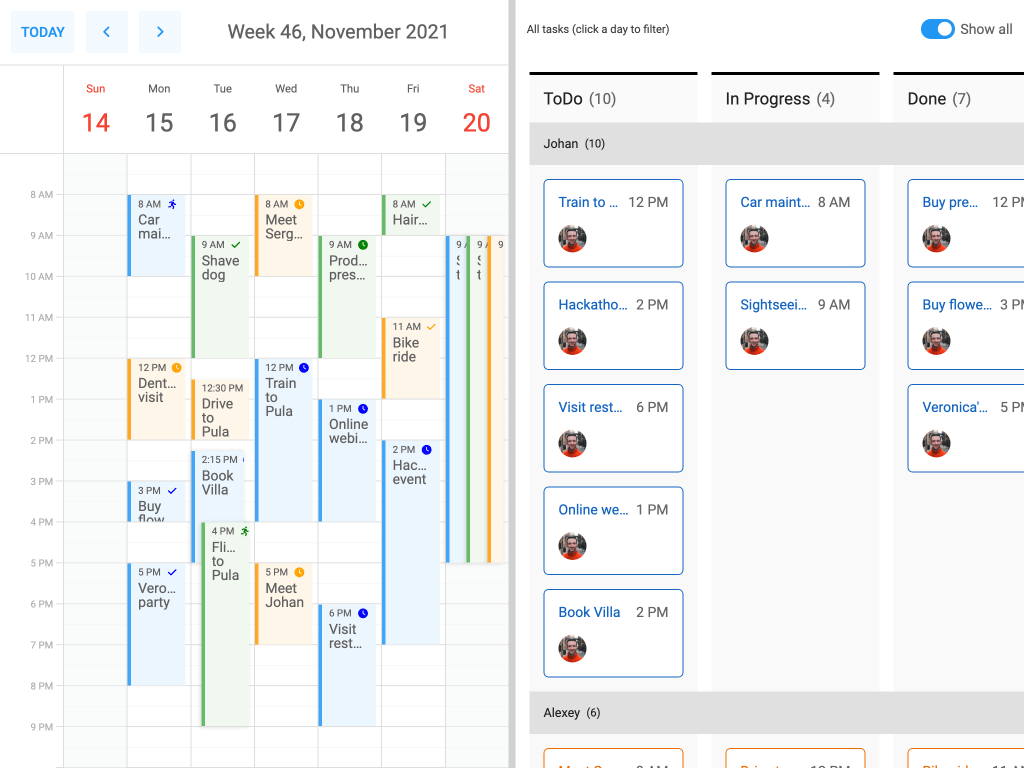 TODAY
Week 46, November 2021
Sun
Mon
Tue
Wed
Thu
Fri
Sat
14
15
16
17
18
19
20
8 AM
9 AM
10 AM
11 AM
12 PM
1 PM
2 PM
3 PM
4 PM
5 PM
6 PM
7 PM
8 PM
9 PM
8 AM
Car
mai…
12 PM
Dent…
visit
3 PM
Buy
flow
5 PM
Vero…
party
9 AM
Shave
dog
12:30 PM
Drive
to
Pula
2:15 PM
Book
Villa
4 PM
Fli…
to
Pula
8 AM
Meet
Serg…
12 PM
Train
to
Pula
5 PM
Meet
Johan
9 AM
Prod…
pres…
1 PM
Online
webi…
6 PM
Visit
rest…
8 AM
Hair…
11 AM
Bike
ride
2 PM
Hac…
event
9
t
9
t
9
All tasks (click a day to filter)
Show all
ToDo (10)
In Progress (4)
Done (7)
Johan (10)
Train to … 12 PM
Car maint… 8 AM
Buy pre… 12 PM
Hackatho… 2 PM
Sightseei… 9 AM
Buy flowe… 3 PM
Visit rest… 6 PM
Veronica'… 5 PM
Online we… 1 PM
Book Villa 2 PM
Alexey (6)